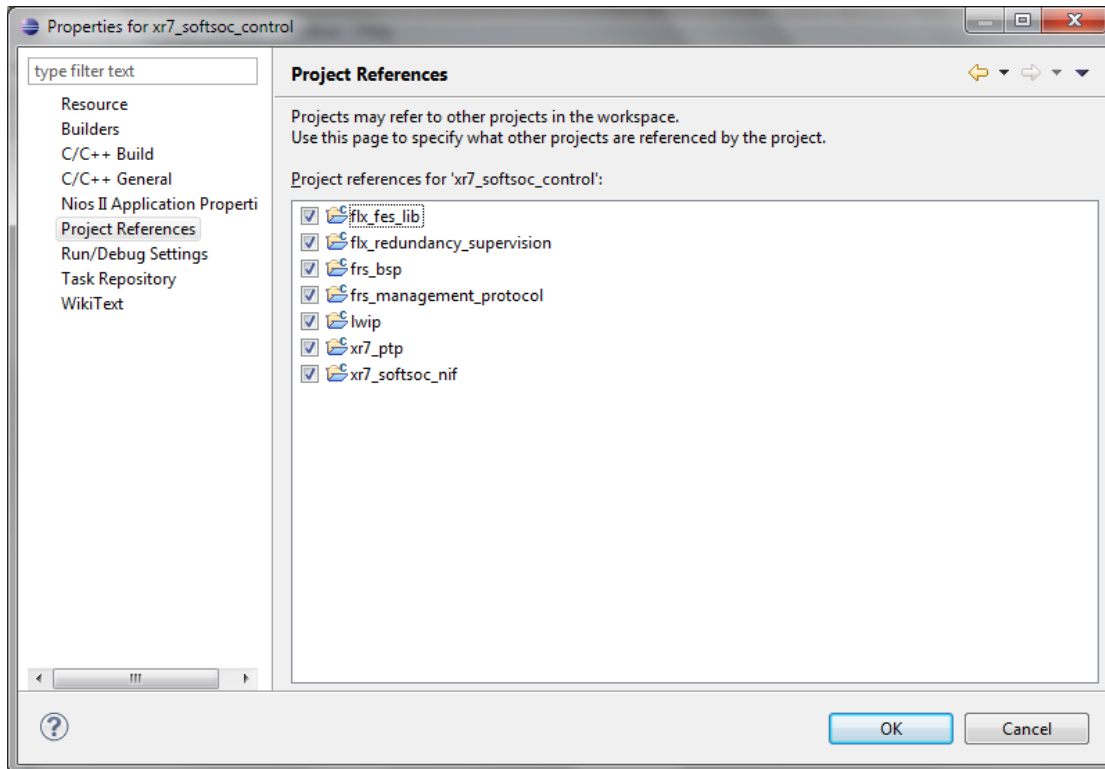 Properties for xr7_softsoc_control
type filter text
Resource
Builders
C/C++ Build
C/C++ General
Nios II Application Properti
Project References
Run/Debug Settings
Task Repository
WikiText
Project References
Projects may refer to other projects in the workspace.
Use this page to specify what other projects are referenced by the project.
Project references for 'xr7_softsoc_control':
flx_fes_lib
flx_redundancy_supervision
frs_bsp
frs_management_protocol
lwip
xr7_ptp
xr7_softsoc_nif
OK
Cancel